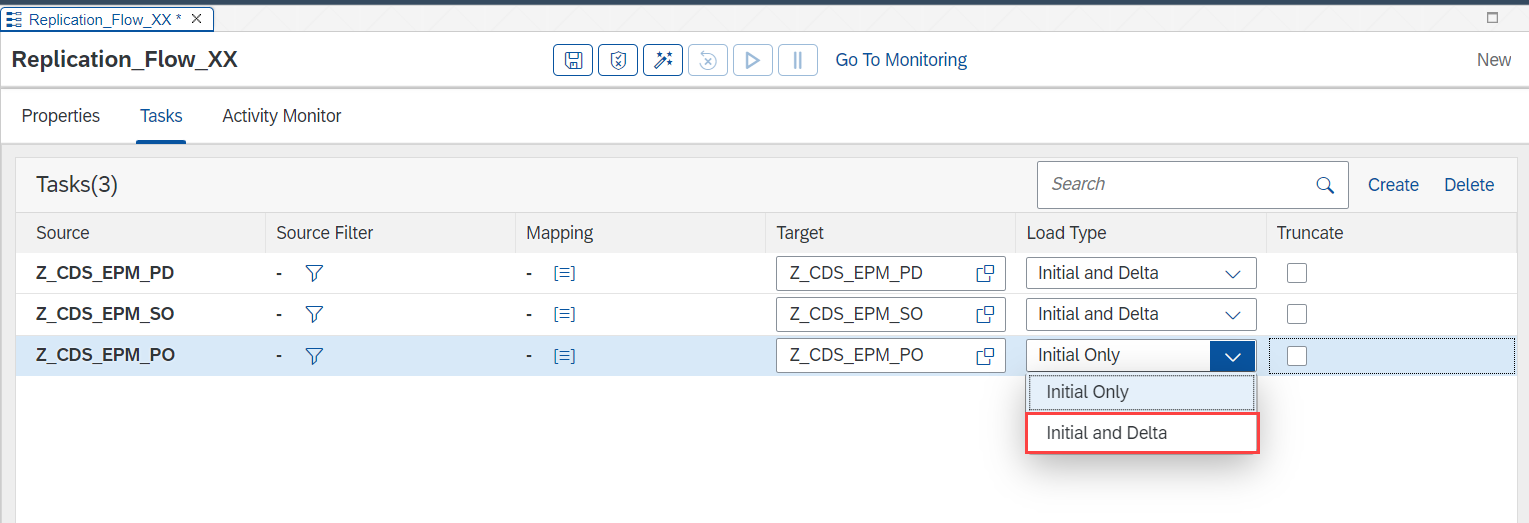 Replication_Flow_XX *
Replication_Flow_XX Go To Monitoring New
Properties Tasks Activity Monitor
Tasks(3) Search Create Delete
Source Source Filter Mapping Target Load Type Truncate
Z_CDS_EPM_PD - - Z_CDS_EPM_PD Initial and Delta
Z_CDS_EPM_SO - - Z_CDS_EPM_SO Initial and Delta
Z_CDS_EPM_PO - - Z_CDS_EPM_PO Initial Only
Initial Only
Initial and Delta